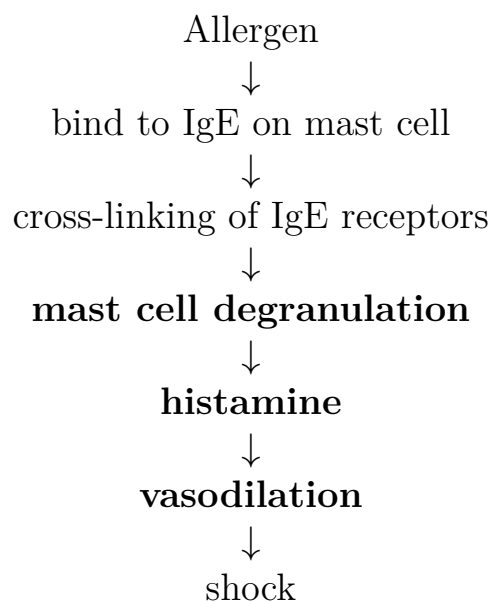 Allergen
↓
bind to IgE on mast cell
↓
cross-linking of IgE receptors
↓
mast cell degranulation
↓
histamine
↓
vasodilation
↓
shock